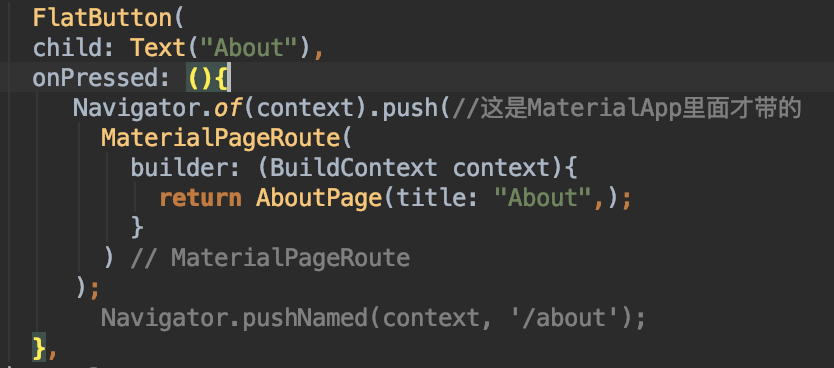 FlatButton(
child: Text("About"),
onPressed: (){
Navigator.of(context).push(//这是MaterialApp里面才带的
MaterialPageRoute(
builder: (BuildContext context){
return AboutPage(title: "About",);
}
) // MaterialPageRoute
);
Navigator.pushNamed(context, '/about');
},